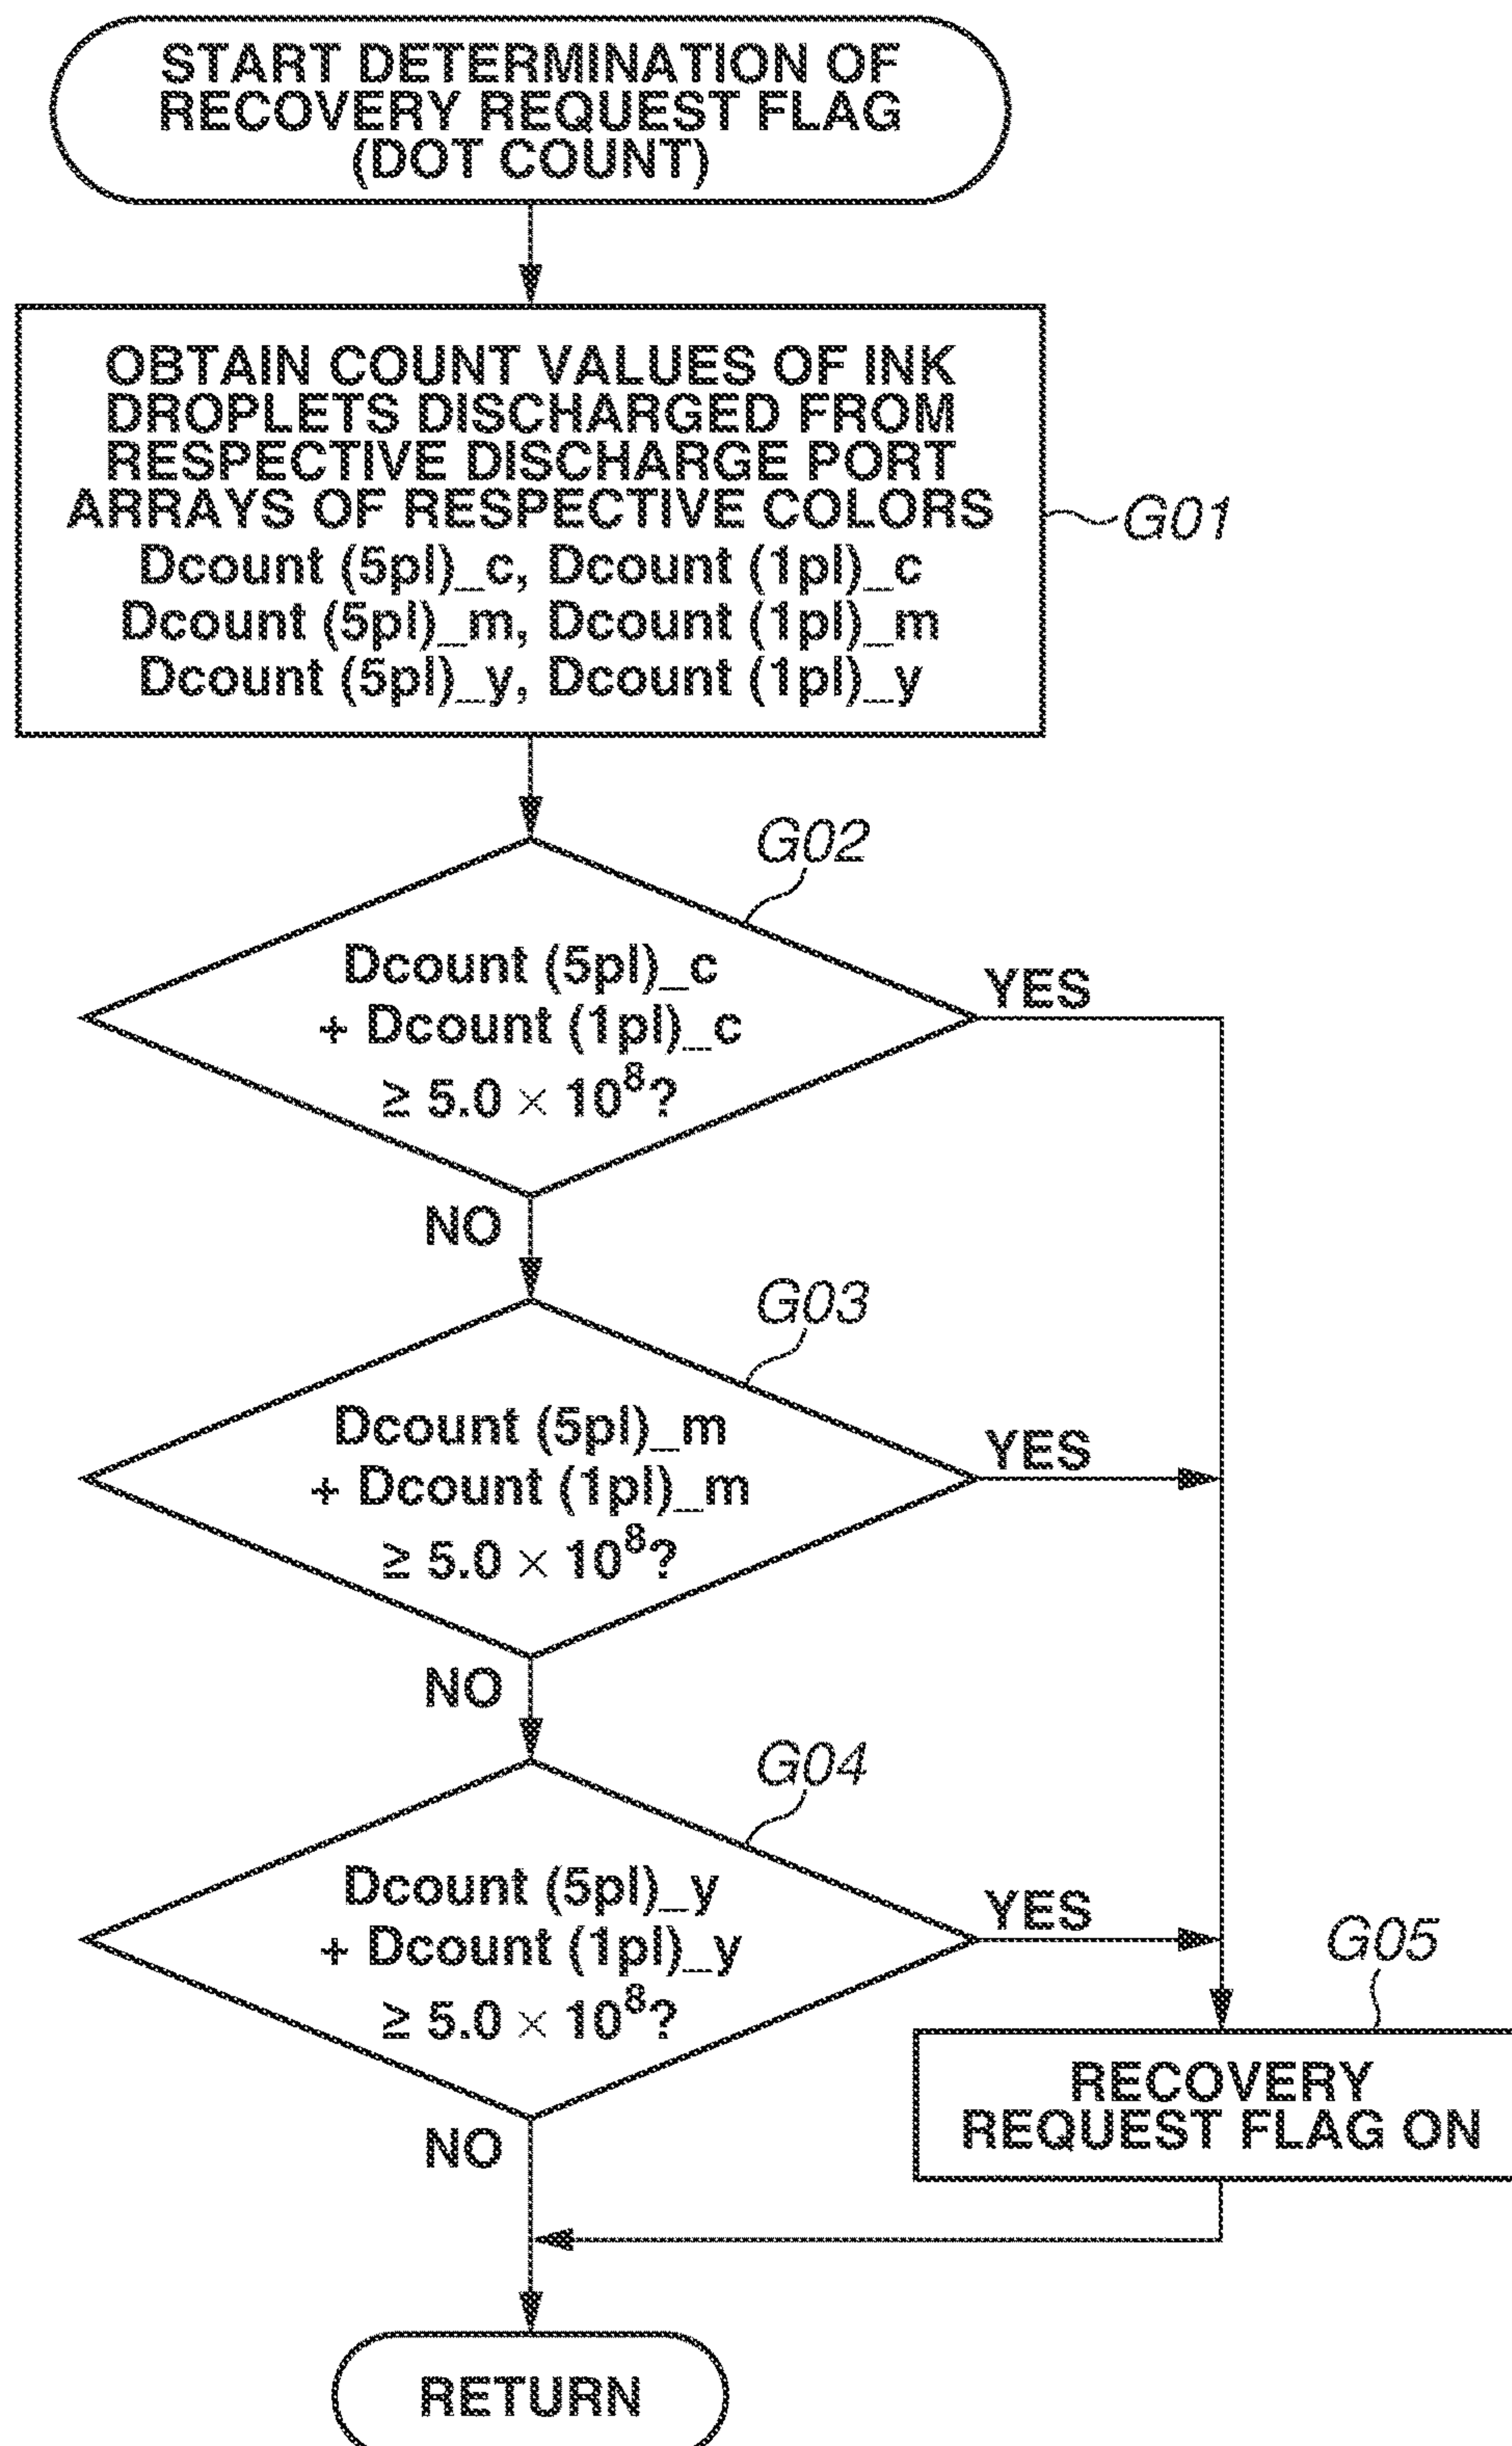 START DETERMINATION OF
RECOVERY REQUEST FLAG
(DOT COUNT)
OBTAIN COUNT VALUES OF INK
DROPLETS DISCHARGED FROM
RESPECTIVE DISCHARGE PORT
ARRAYS OF RESPECTIVE COLORS
Dcount (5pl)_c, Dcount (1pl)_c
Dcount (5pl)_m, Dcount (1pl)_m
Dcount (5pl)_y, Dcount (1pl)_y
G01
G02
Dcount (5pl)_c
+ Dcount (1pl)_c
≥ 5.0 × 10⁸?
YES
NO
G03
Dcount (5pl)_m
+ Dcount (1pl)_m
≥ 5.0 × 10⁸?
YES
NO
G04
Dcount (5pl)_y
+ Dcount (1pl)_y
≥ 5.0 × 10⁸?
YES
NO
G05
RECOVERY
REQUEST FLAG ON
RETURN